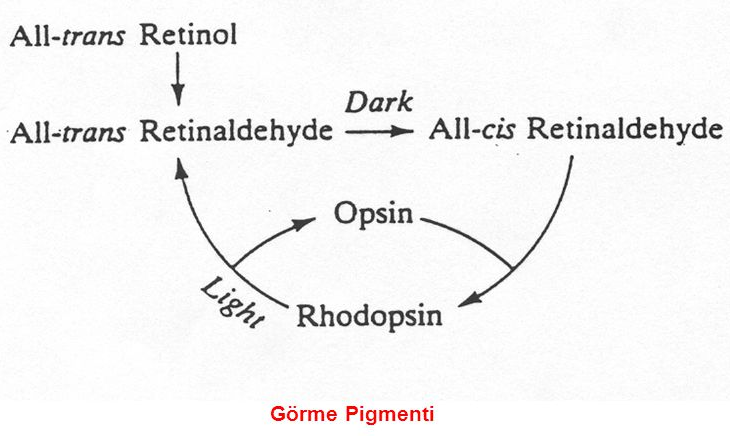 All-trans Retinol
Dark
All-trans Retinaldehyde All-cis Retinaldehyde
Opsin
Light
Rhodopsin
Görme Pigmenti